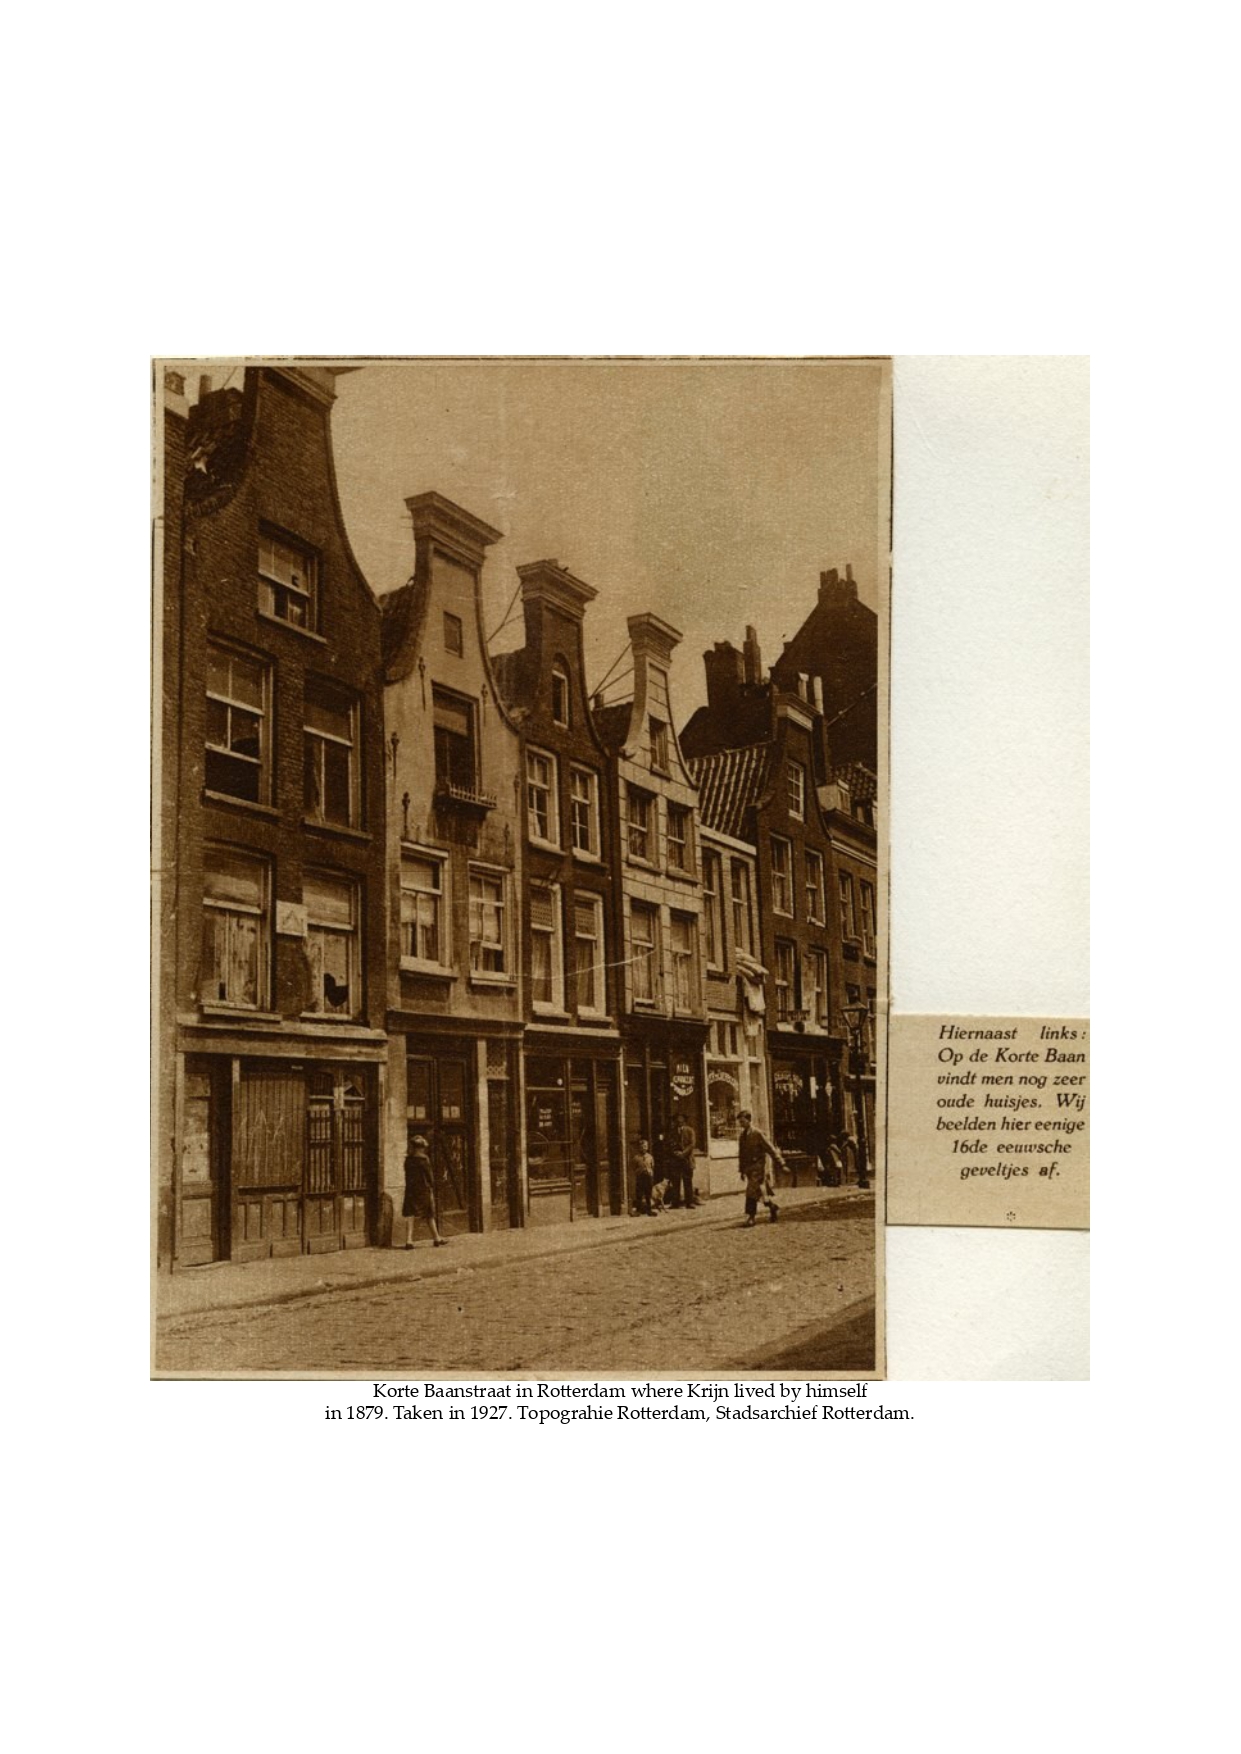 Hiernaast links:
Op de Korte Baan
vindt men nog zeer
oude huisjes. Wij
beelden hier eenige
16de eeuwsche
geveltjes af.
Korte Baanstraat in Rotterdam where Krijn lived by himself
in 1879. Taken in 1927. Topograhie Rotterdam, Stadsarchief Rotterdam.